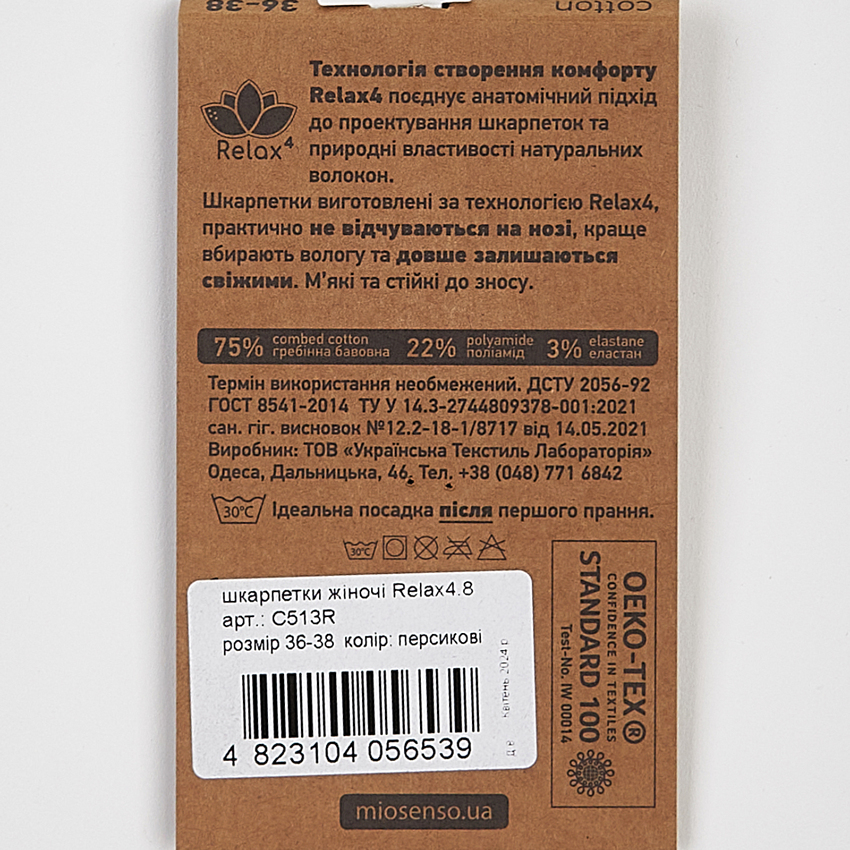 36-38
cotton
Технологія створення комфорту
Relax4 поєднує анатомічний підхід
до проектування шкарпеток та
природні властивості натуральних
волокон.
Relax⁴
Шкарпетки виготовлені за технологією Relax4,
практично не відчуваються на нозі, краще
вбирають вологу та довше залишаються
свіжими. М'які та стійкі до зносу.
75% combed cotton гребінна бавовна 22% polyamide поліамід 3% elastane еластан
Термін використання необмежений. ДСТУ 2056-92
ГОСТ 8541-2014 ТУ У 14.3-2744809378-001:2021
сан. гіг. висновок №12.2-18-1/8717 від 14.05.2021
Виробник: ТОВ «Українська Текстиль Лабораторія»
Одеса, Дальницька, 46, Тел. +38 (048) 771 6842
30°C Ідеальна посадка після першого прання.
30°C
шкарпетки жіночі Relax4.8
арт.: C513R
розмір 36-38 колір: персикові
4 823104 056539
д.в. квітень 2024 р
OEKO-TEX®
CONFIDENCE IN TEXTILES
STANDARD 100
Test-No. IW 00014
miosenso.ua